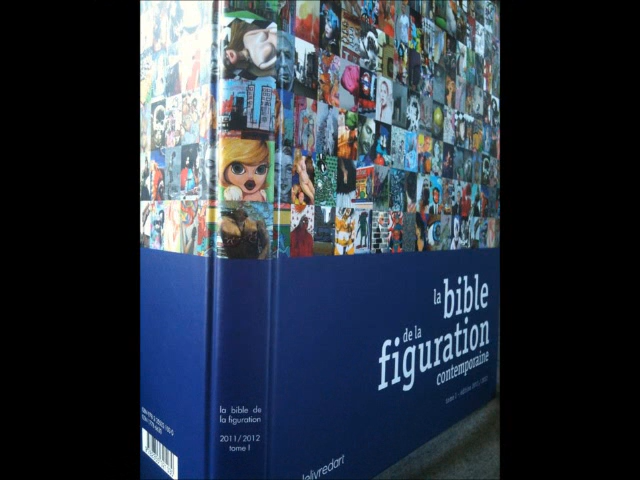 la bible
de la
figuration
contemporaine
la bible de
la figuration
2011/2012
tome I
lelivredart